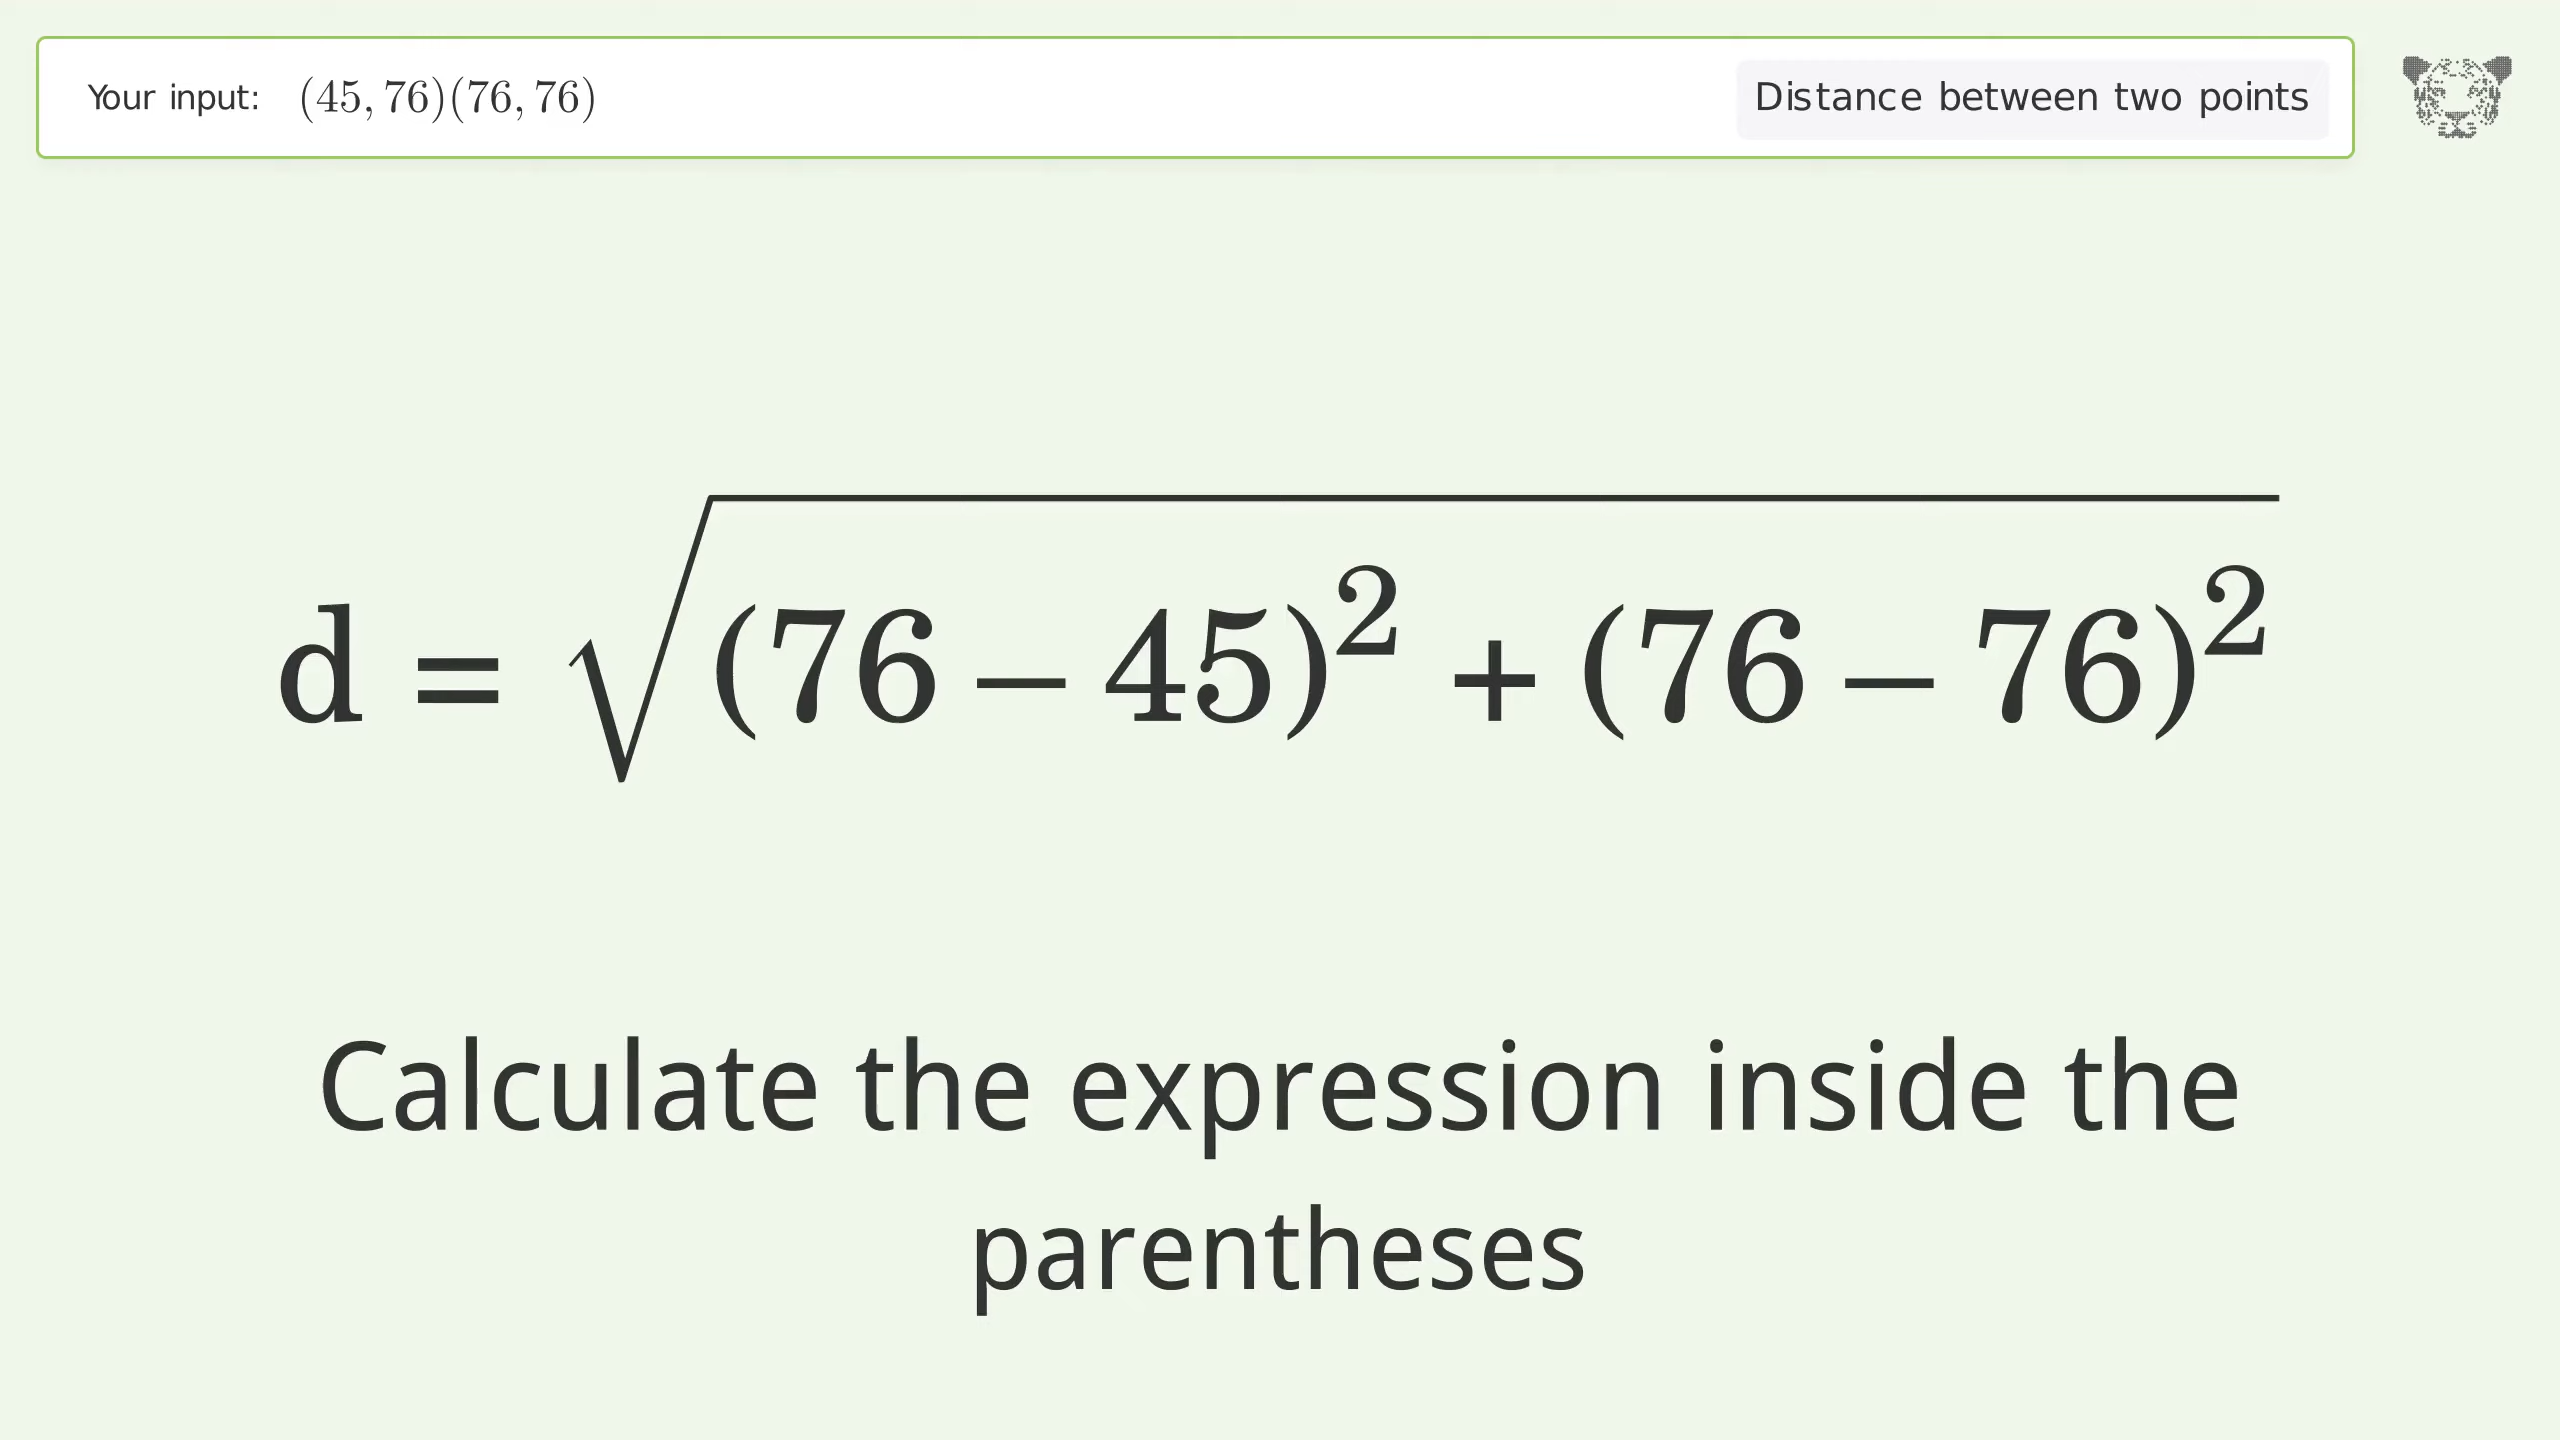 Your input: (45, 76)(76, 76)
Distance between two points
d = √(76 – 45)² + (76 – 76)²
Calculate the expression inside the
parentheses